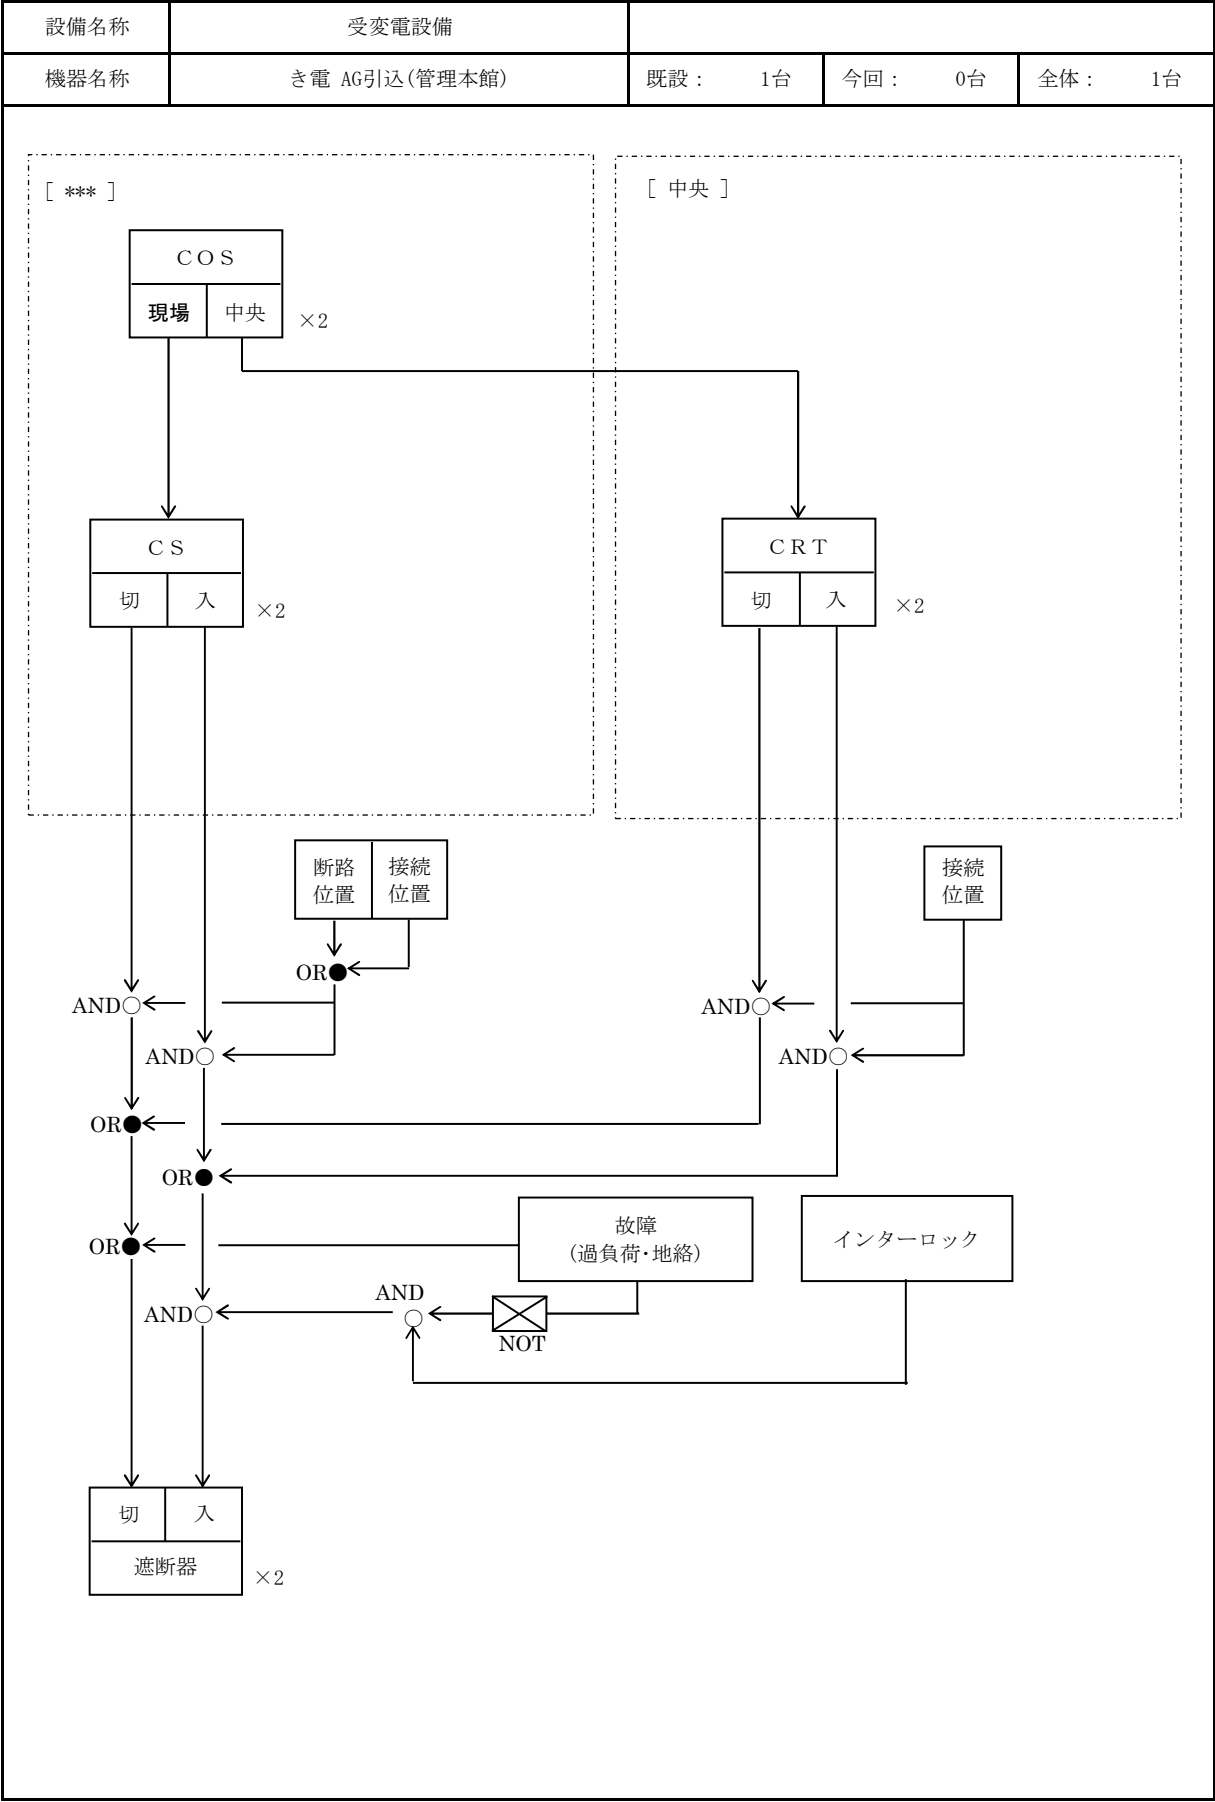 設備名称 受変電設備
機器名称 き電 AG引込(管理本館) 既設： 1台 今回： 0台 全体： 1台
[ *** ]
[ 中央 ]
ＣＯＳ
現場 中央 ×2
ＣＳ
切 入 ×2
ＣＲＴ
切 入 ×2
断路
位置
接続
位置
接続
位置
OR
AND
AND
AND
AND
OR
OR
OR
故障
(過負荷・地絡)
インターロック
AND
AND
NOT
切 入
遮断器 ×2